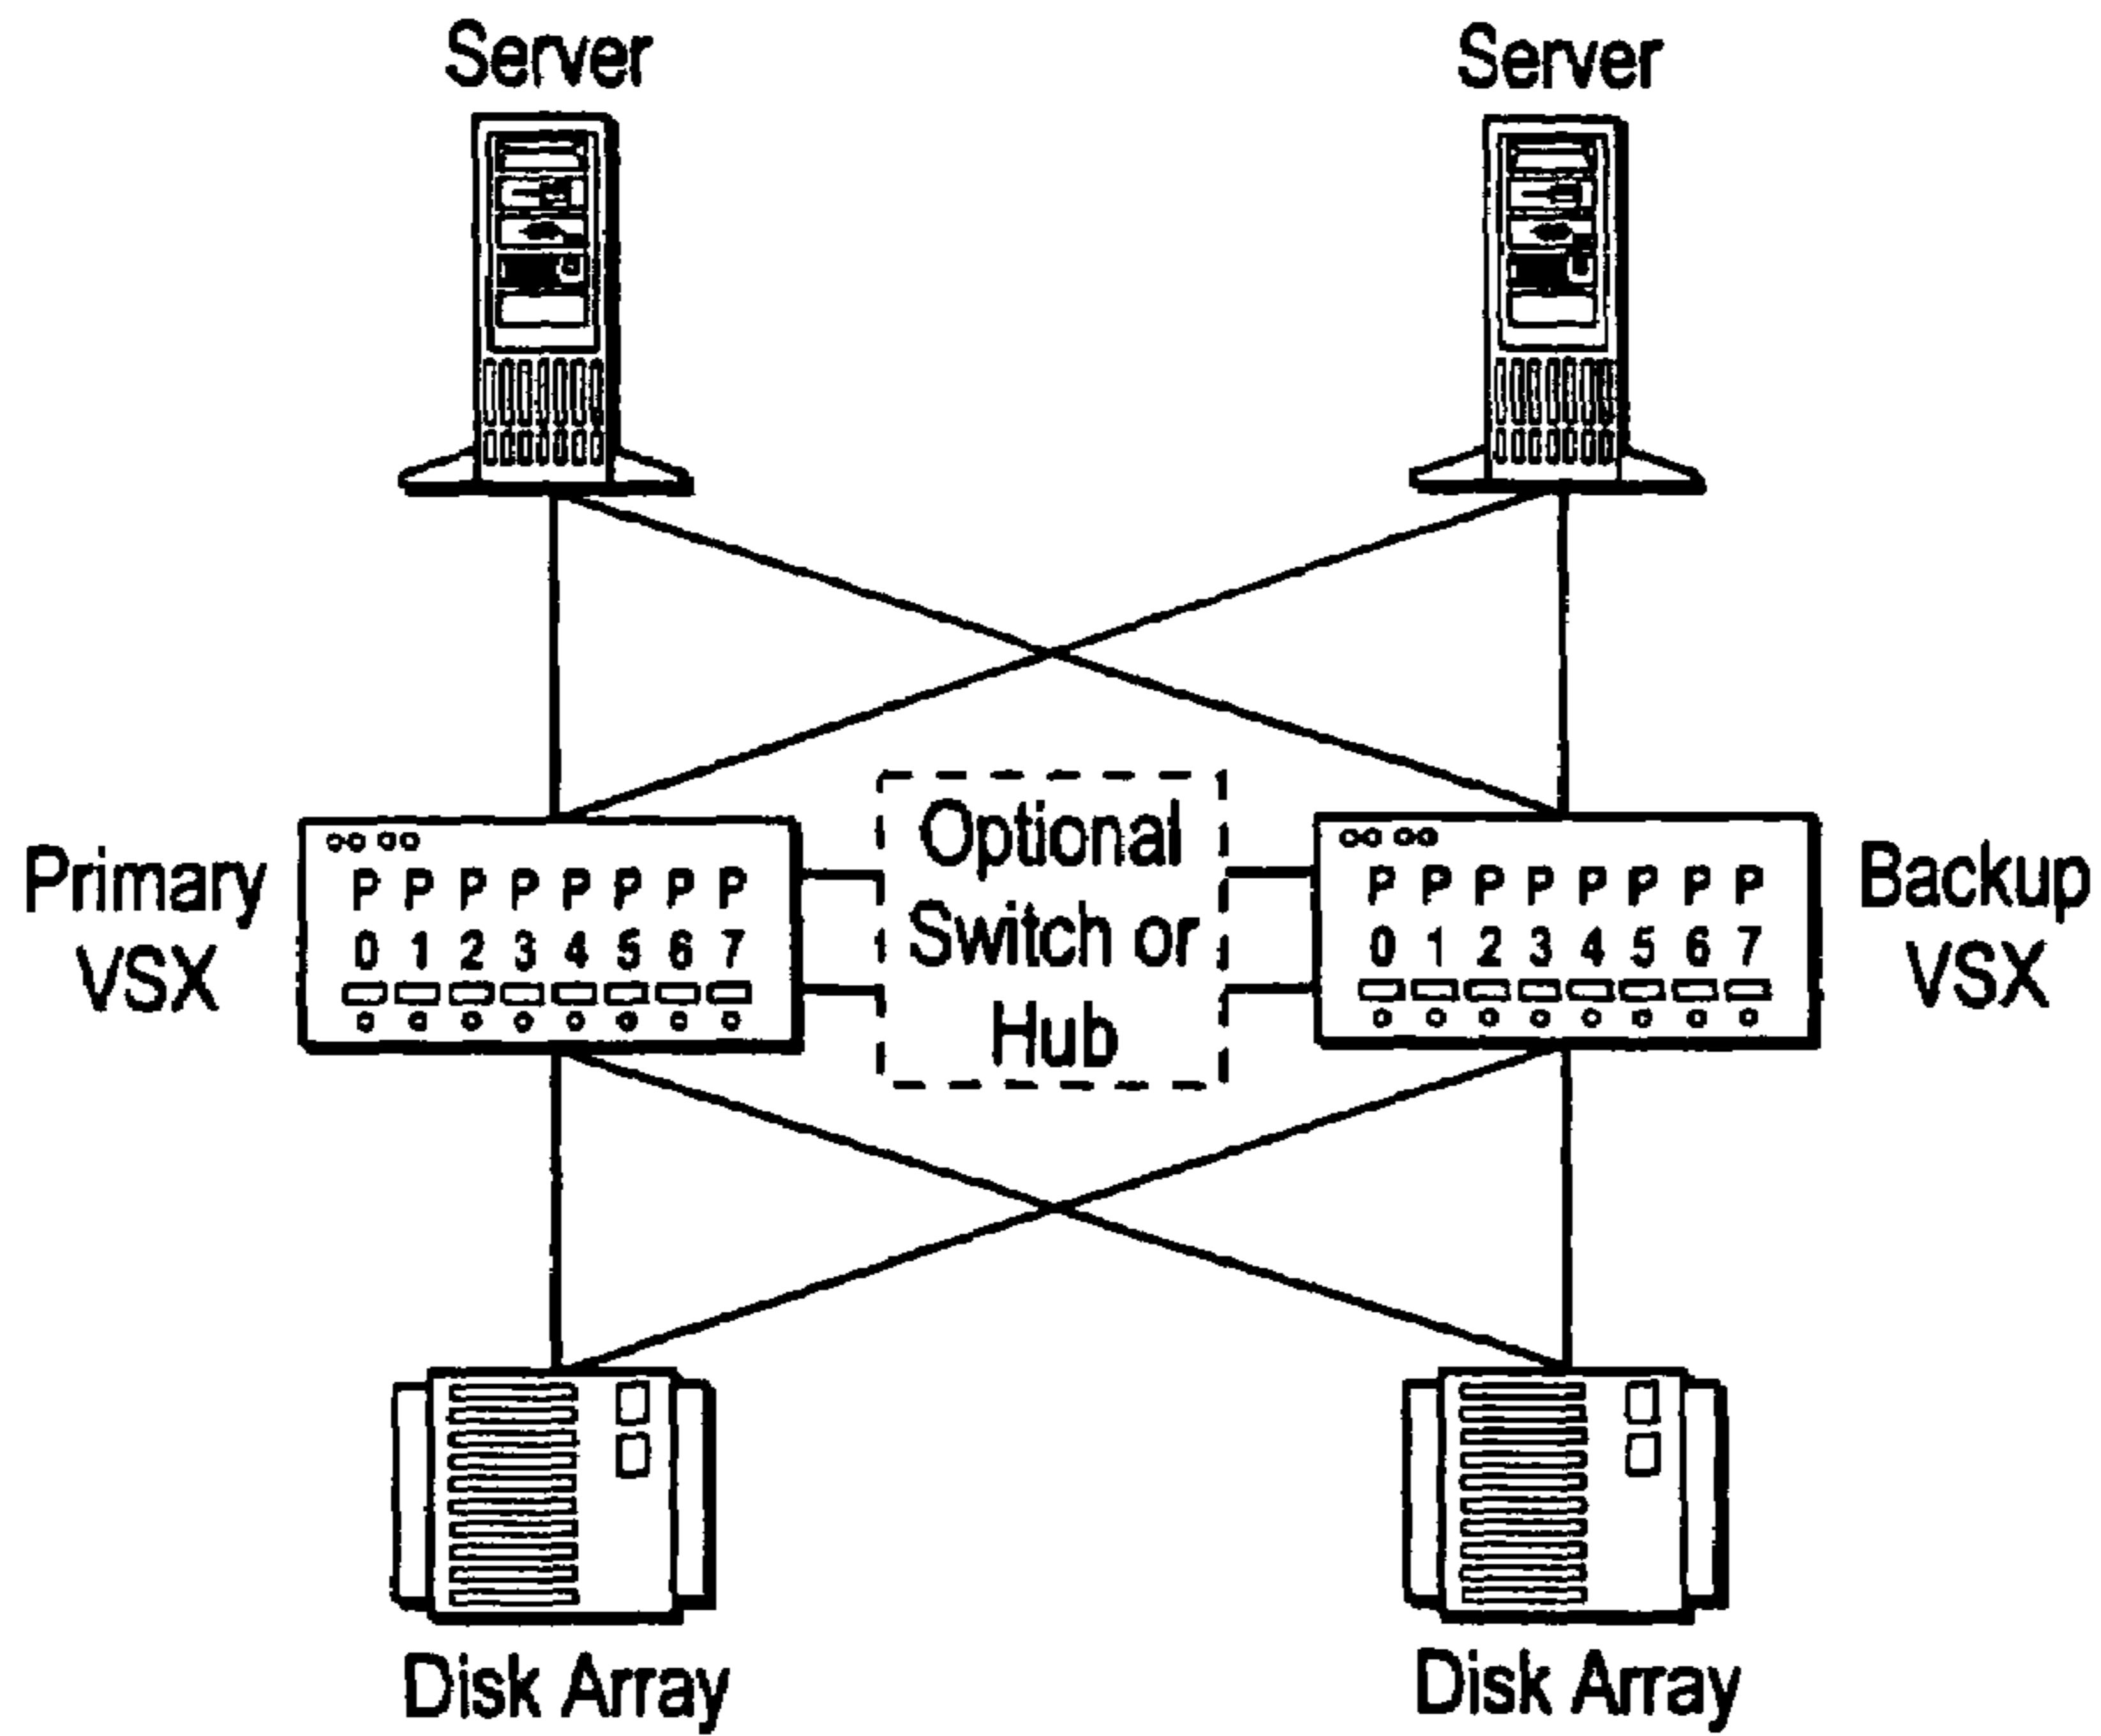 Server
Server
Primary
VSX
P P P P P P P P
0 1 2 3 4 5 6 7
Optional
Switch or
Hub
P P P P P P P P
0 1 2 3 4 5 6 7
Backup
VSX
Disk Array
Disk Array